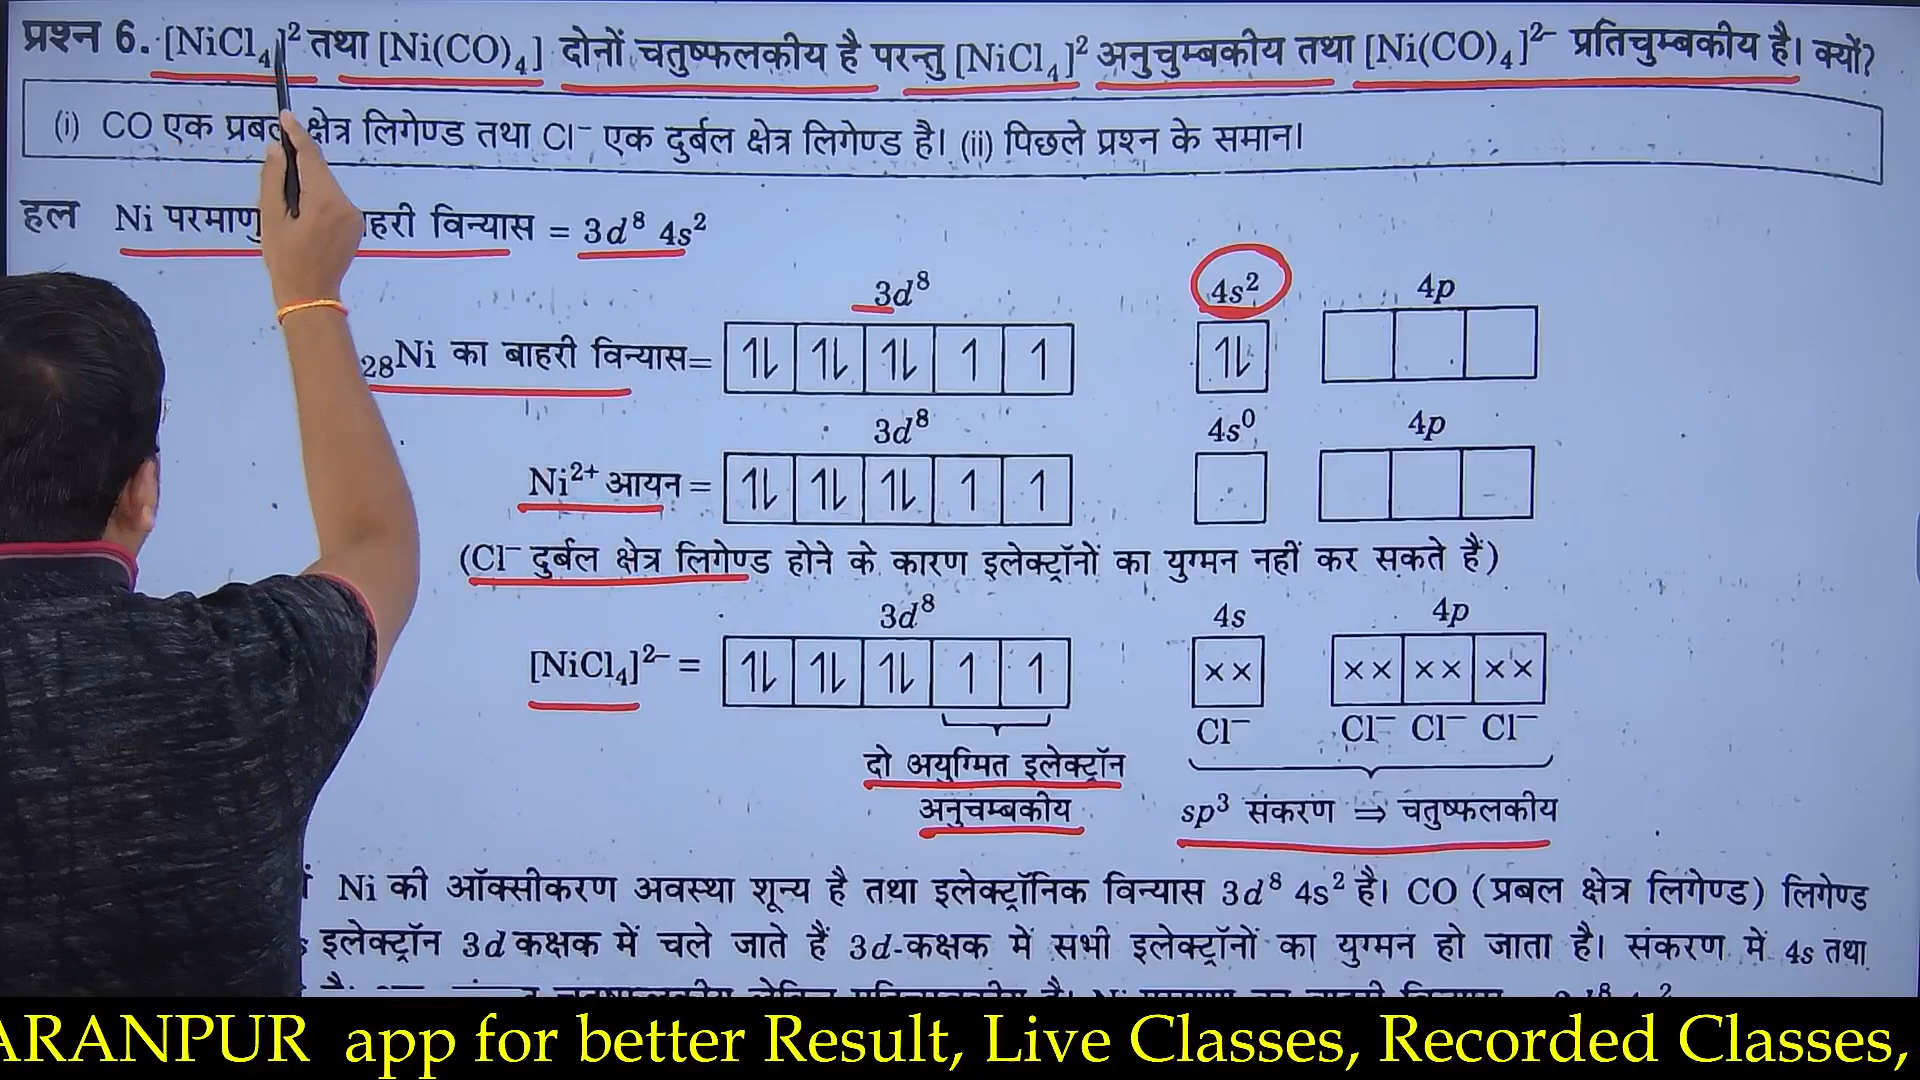 प्रश्न 6. [NiCl₄]² तथा [Ni(CO)₄] दोनों चतुष्फलकीय है परन्तु [NiCl₄]² अनुचुम्बकीय तथा [Ni(CO)₄]²⁻ प्रतिचुम्बकीय है। क्यों?
(i) CO एक प्रबल क्षेत्र लिगेण्ड तथा Cl⁻ एक दुर्बल क्षेत्र लिगेण्ड है। (ii) पिछले प्रश्न के समान।
हल Ni परमाणु बाहरी विन्यास = 3d⁸ 4s²
3d⁸ 4s² 4p
₂₈Ni का बाहरी विन्यास= ↿⇂ ↿⇂ ↿⇂ ↿ ↿ ↿⇂
3d⁸ 4s⁰ 4p
Ni²⁺ आयन = ↿⇂ ↿⇂ ↿⇂ ↿ ↿
(Cl⁻ दुर्बल क्षेत्र लिगेण्ड होने के कारण इलेक्ट्रॉनों का युग्मन नहीं कर सकते हैं)
3d⁸ 4s 4p
[NiCl₄]²⁻ = ↿⇂ ↿⇂ ↿⇂ ↿ ↿ ×× ×× ×× ××
Cl⁻ Cl⁻ Cl⁻ Cl⁻
दो अयुग्मित इलेक्ट्रॉन
अनुचम्बकीय sp³ संकरण ⇒ चतुष्फलकीय
Ni की ऑक्सीकरण अवस्था शून्य है तथा इलेक्ट्रॉनिक विन्यास 3d⁸ 4s² है। CO (प्रबल क्षेत्र लिगेण्ड) लिगेण्ड
इलेक्ट्रॉन 3d कक्षक में चले जाते हैं 3d-कक्षक में सभी इलेक्ट्रॉनों का युग्मन हो जाता है। संकरण में 4s तथा
ARANPUR app for better Result, Live Classes, Recorded Classes,